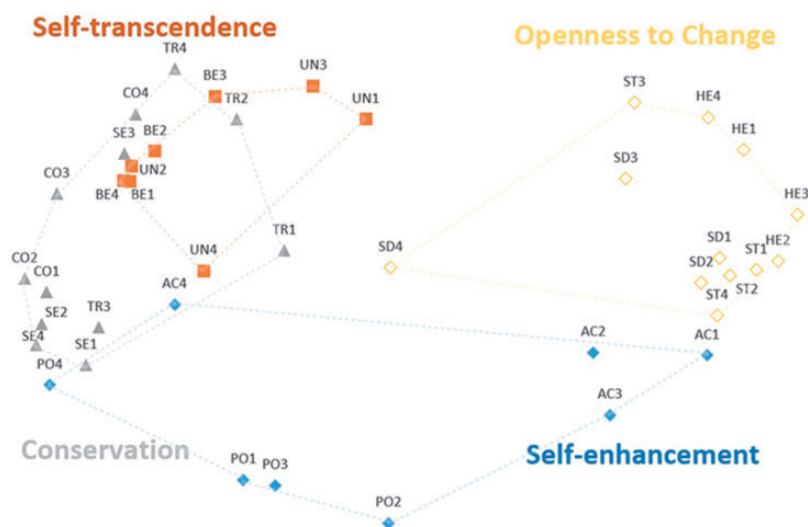 Self-transcendence
Openness to Change
TR4
BE3
UN3
ST3
CO4
TR2
UN1
HE4
SE3
BE2
HE1
UN2
SD3
CO3
BE4
BE1
HE3
TR1
UN4
SD4
SD1
ST1
HE2
CO2
CO1
SD2
ST2
AC4
ST4
SE2
TR3
SE4
SE1
AC2
AC1
PO4
AC3
Conservation
PO1
PO3
Self-enhancement
PO2